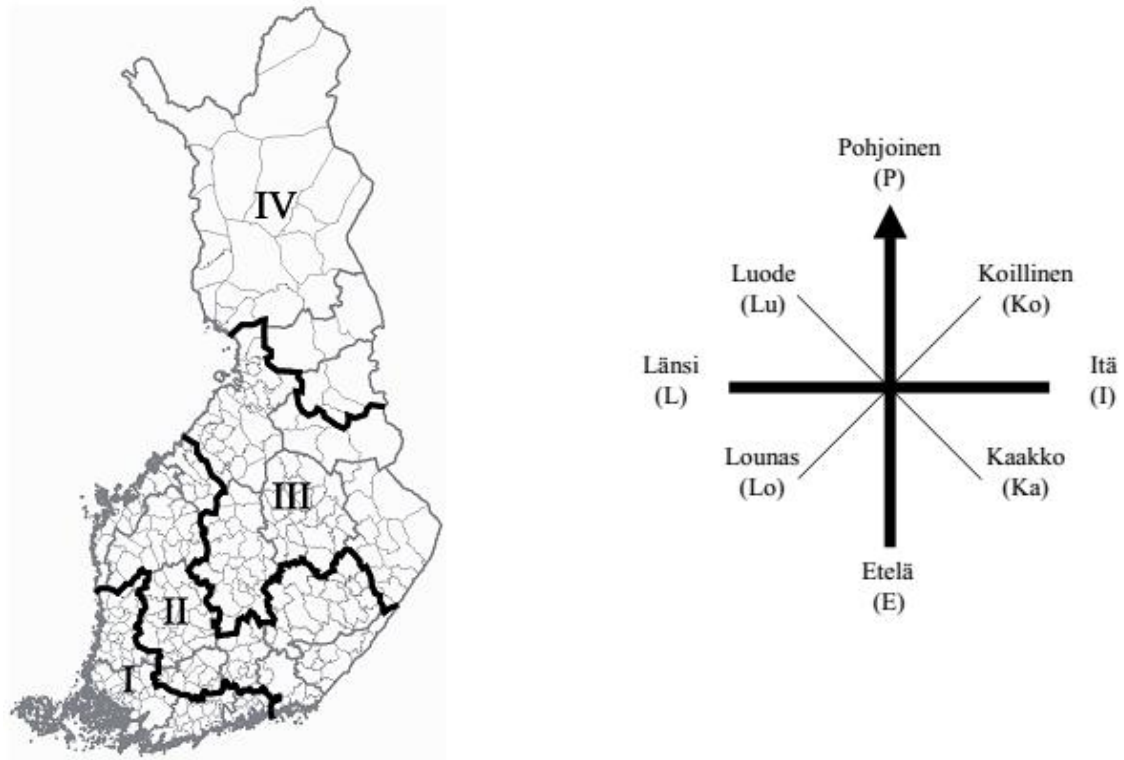 IV
III
II
I
Pohjoinen
(P)
Luode
(Lu)
Koillinen
(Ko)
Länsi
(L)
Itä
(I)
Lounas
(Lo)
Kaakko
(Ka)
Etelä
(E)